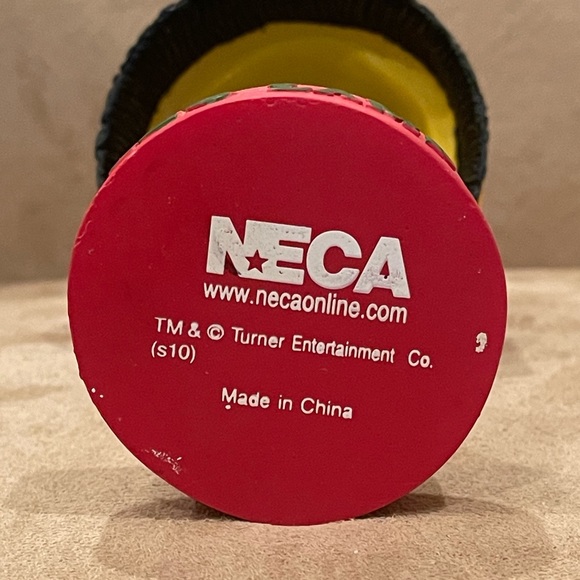 NECA
www.necaonline.com
TM & © Turner Entertainment Co.
(s10)
Made in China